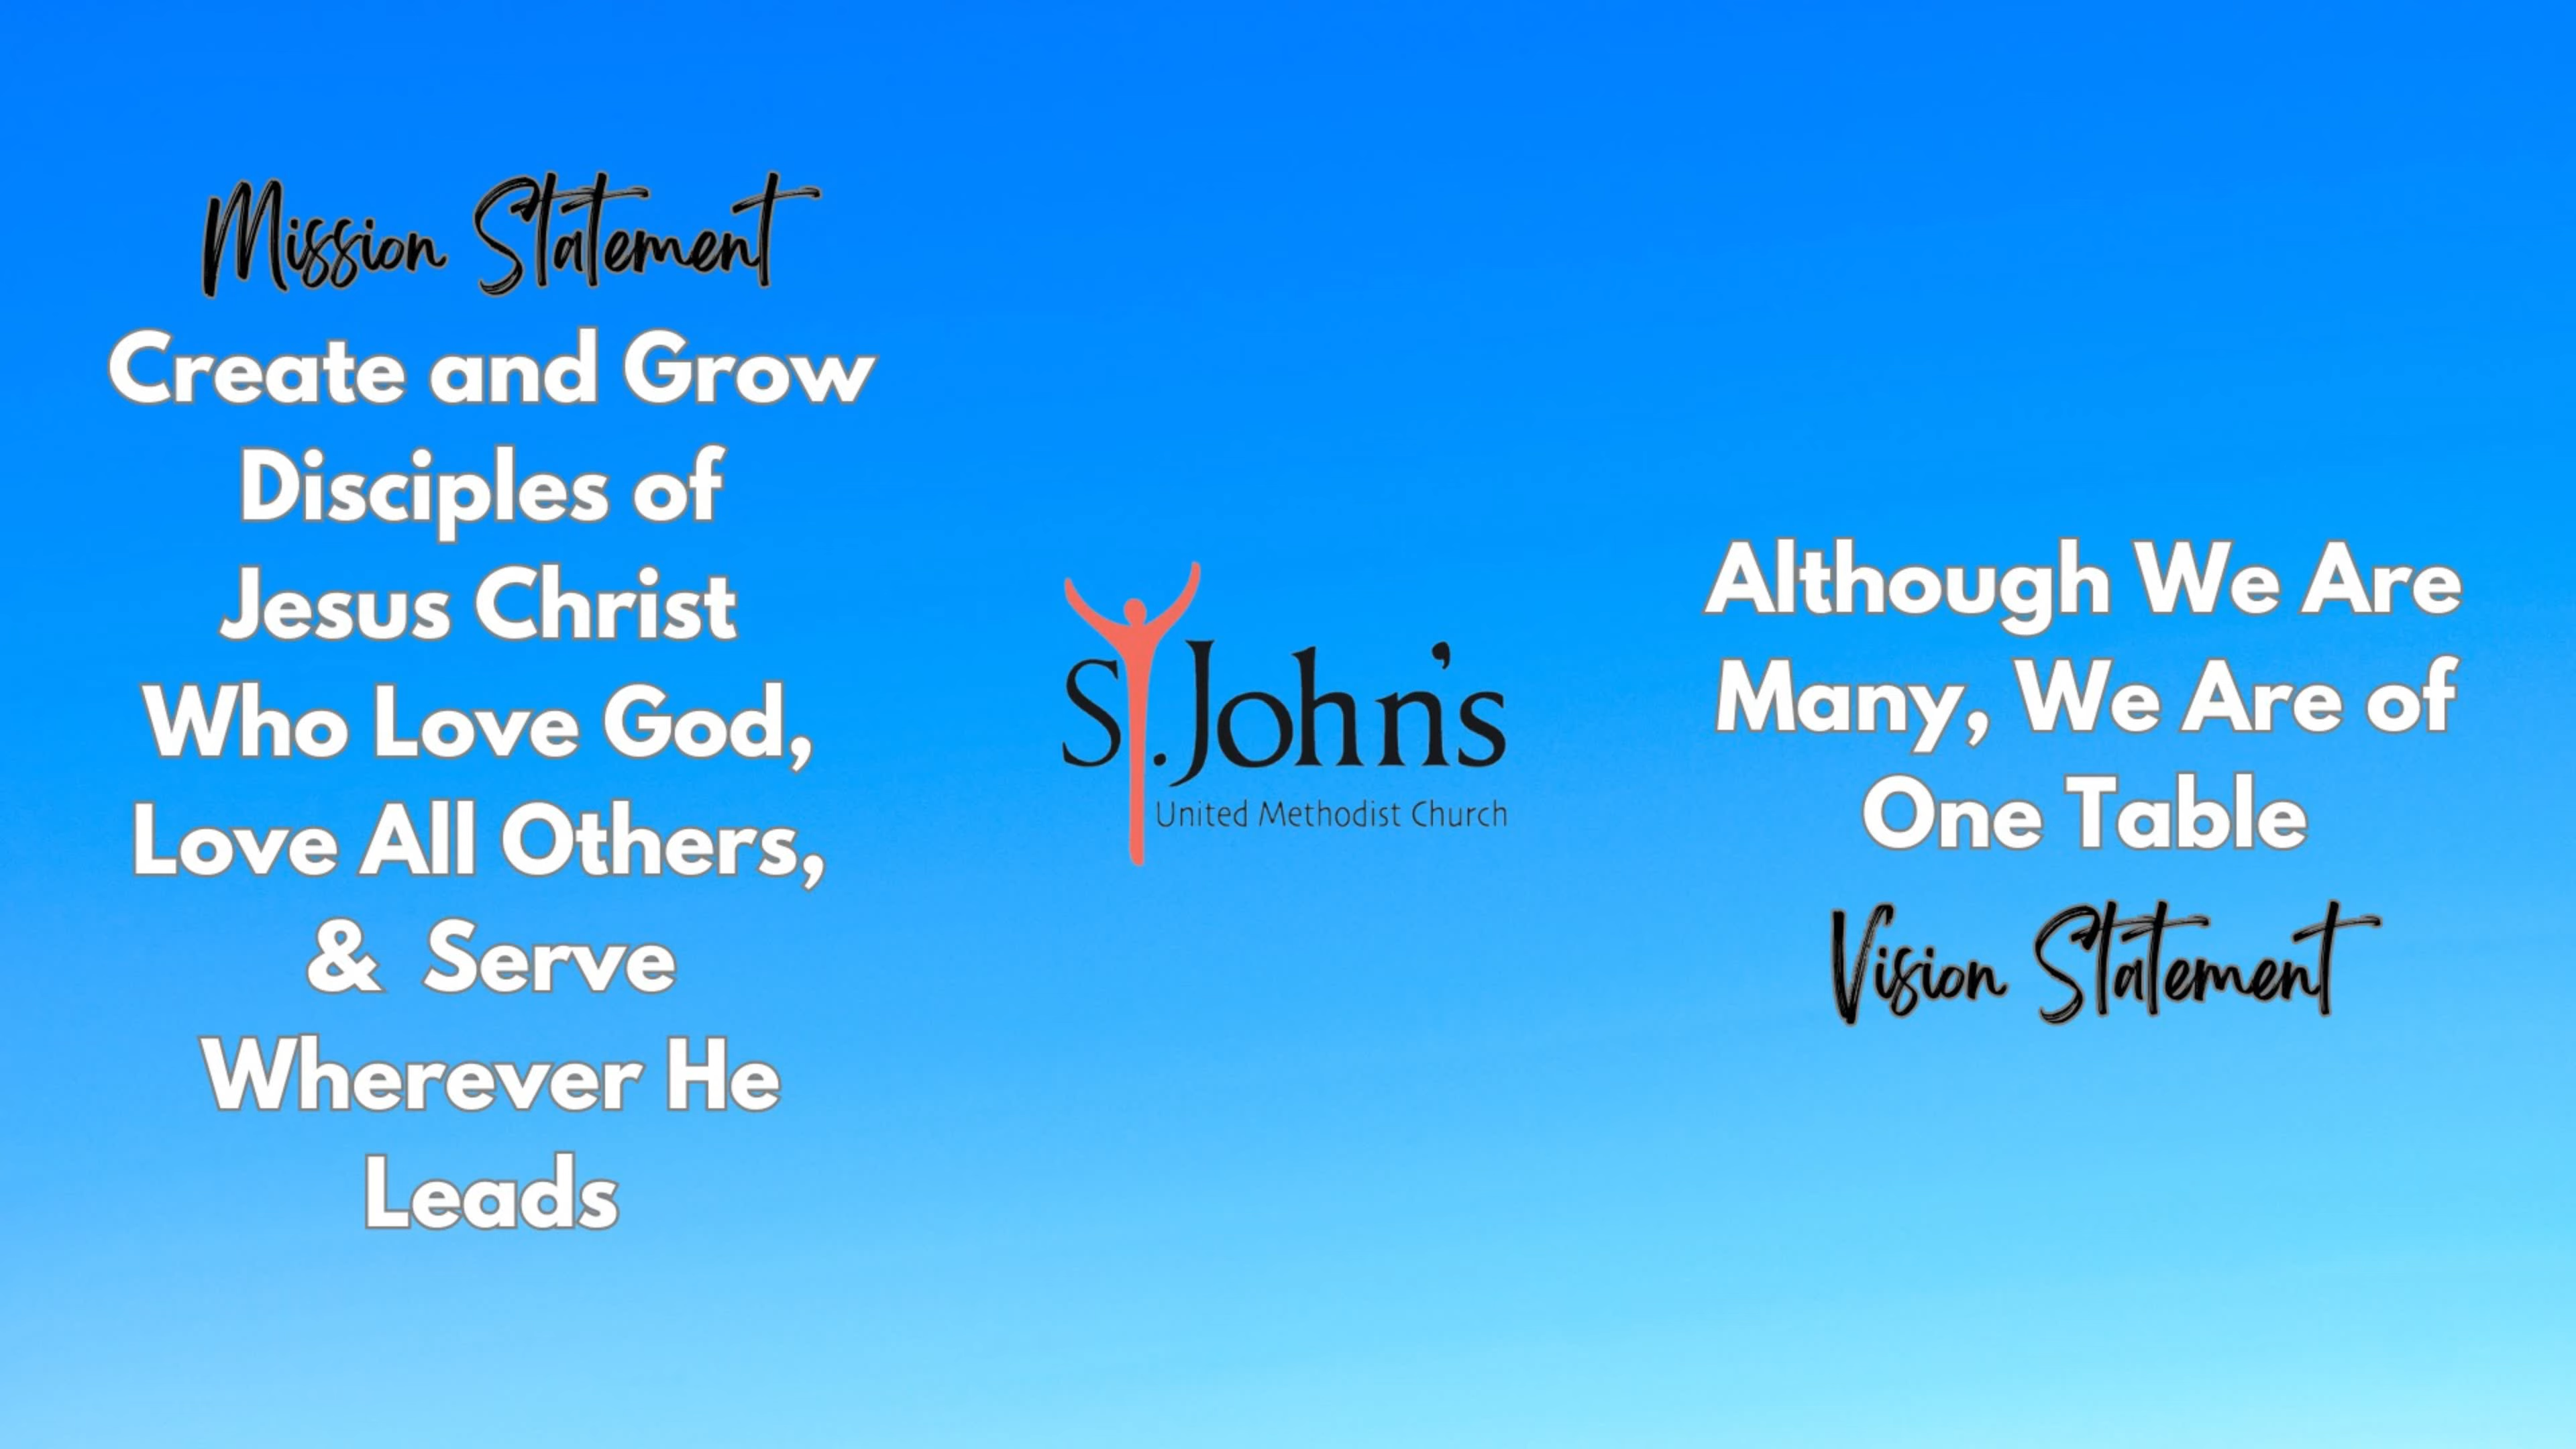 Mission Statement
Create and Grow
Disciples of
Jesus Christ
Who Love God,
Love All Others,
& Serve
Wherever He
Leads
St. John's
United Methodist Church
Although We Are
Many, We Are of
One Table
Vision Statement